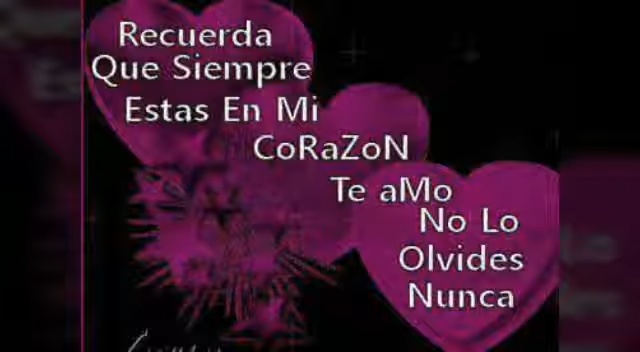 Recuerda
Que Siempre
Estas En Mi
CoRaZoN
Te aMo
No Lo
Olvides
Nunca